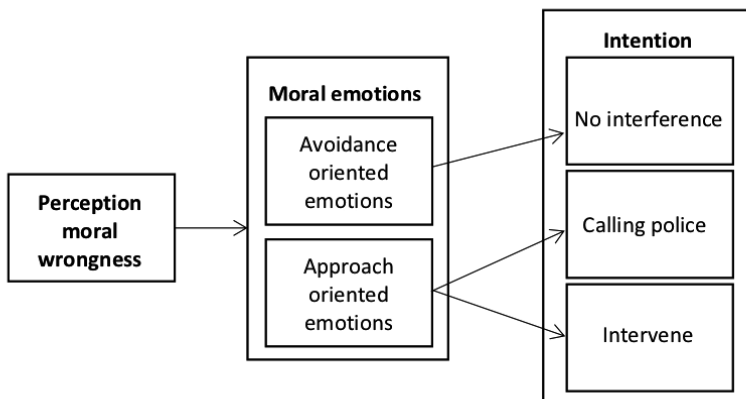 Perception
moral
wrongness
Moral emotions
Avoidance
oriented
emotions
Approach
oriented
emotions
Intention
No interference
Calling police
Intervene